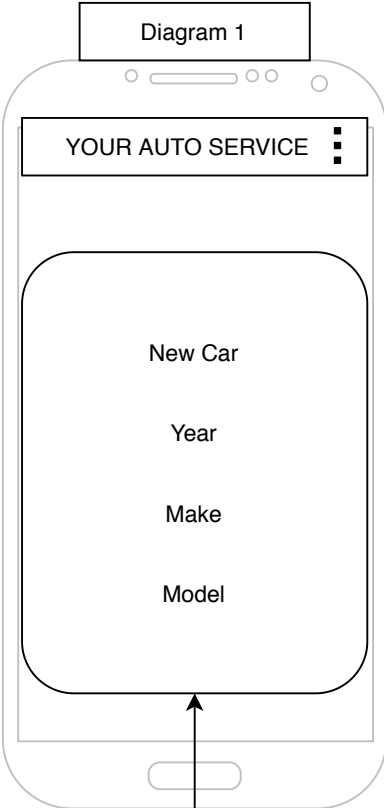 Diagram 1
YOUR AUTO SERVICE
New Car
Year
Make
Model